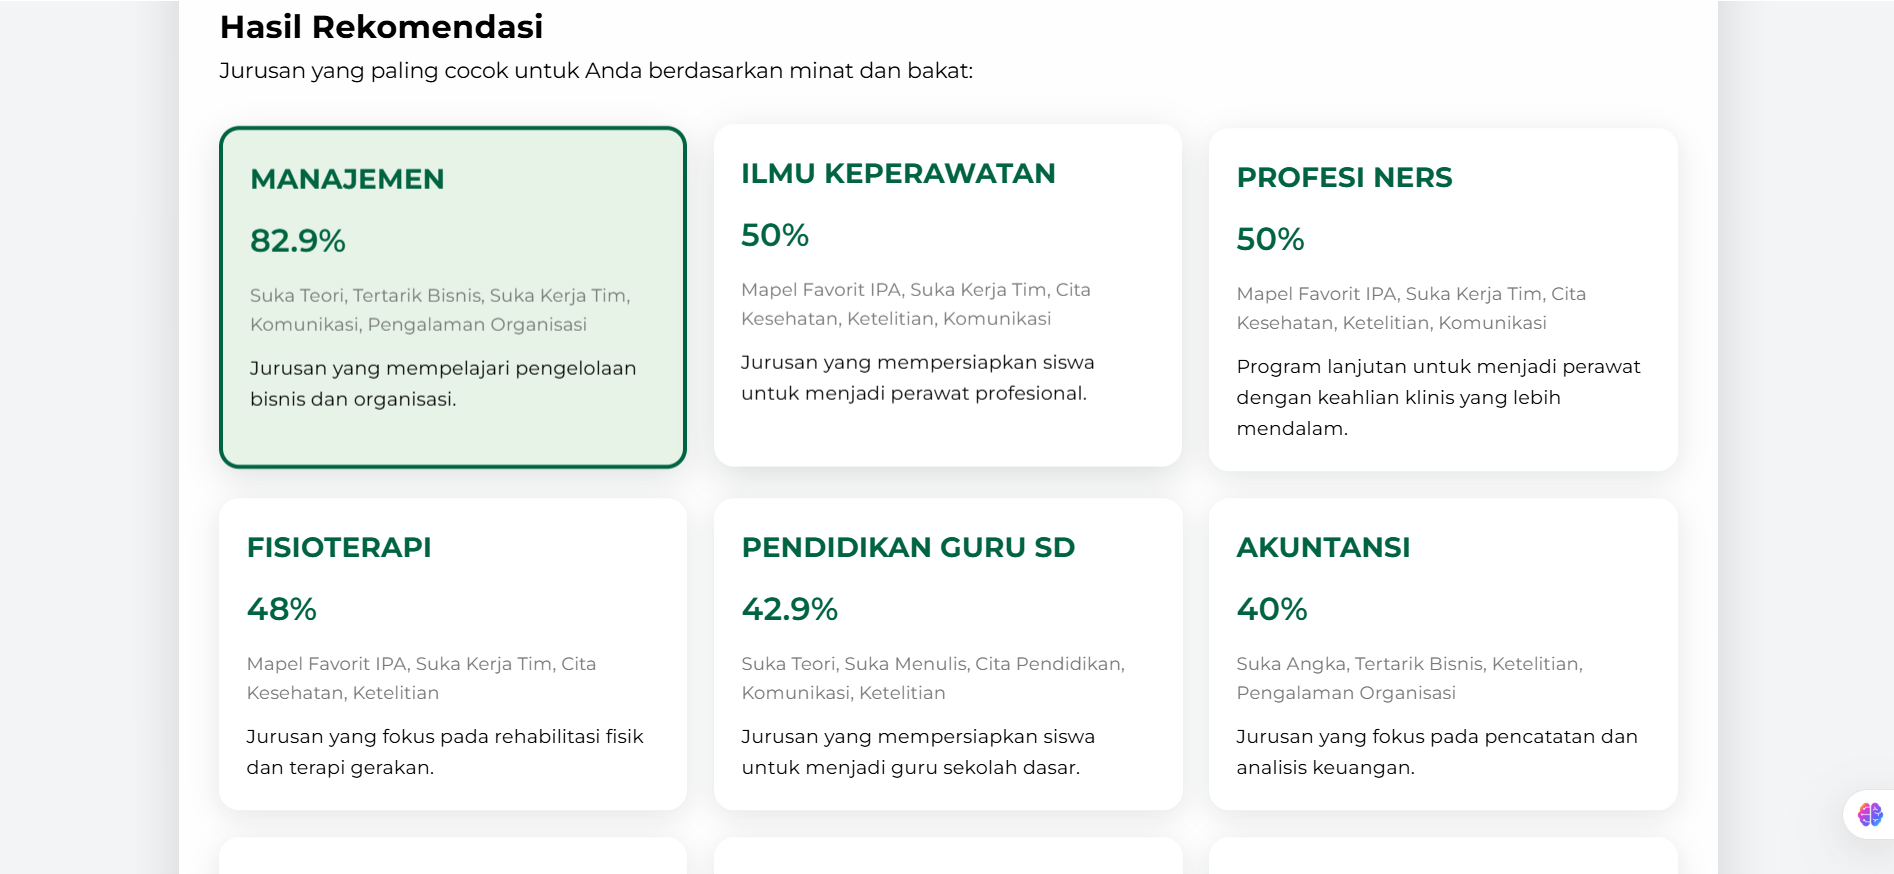 Hasil Rekomendasi
Jurusan yang paling cocok untuk Anda berdasarkan minat dan bakat:
MANAJEMEN
82.9%
Suka Teori, Tertarik Bisnis, Suka Kerja Tim,
Komunikasi, Pengalaman Organisasi
Jurusan yang mempelajari pengelolaan
bisnis dan organisasi.
ILMU KEPERAWATAN
50%
Mapel Favorit IPA, Suka Kerja Tim, Cita
Kesehatan, Ketelitian, Komunikasi
Jurusan yang mempersiapkan siswa
untuk menjadi perawat profesional.
PROFESI NERS
50%
Mapel Favorit IPA, Suka Kerja Tim, Cita
Kesehatan, Ketelitian, Komunikasi
Program lanjutan untuk menjadi perawat
dengan keahlian klinis yang lebih
mendalam.
FISIOTERAPI
48%
Mapel Favorit IPA, Suka Kerja Tim, Cita
Kesehatan, Ketelitian
Jurusan yang fokus pada rehabilitasi fisik
dan terapi gerakan.
PENDIDIKAN GURU SD
42.9%
Suka Teori, Suka Menulis, Cita Pendidikan,
Komunikasi, Ketelitian
Jurusan yang mempersiapkan siswa
untuk menjadi guru sekolah dasar.
AKUNTANSI
40%
Suka Angka, Tertarik Bisnis, Ketelitian,
Pengalaman Organisasi
Jurusan yang fokus pada pencatatan dan
analisis keuangan.